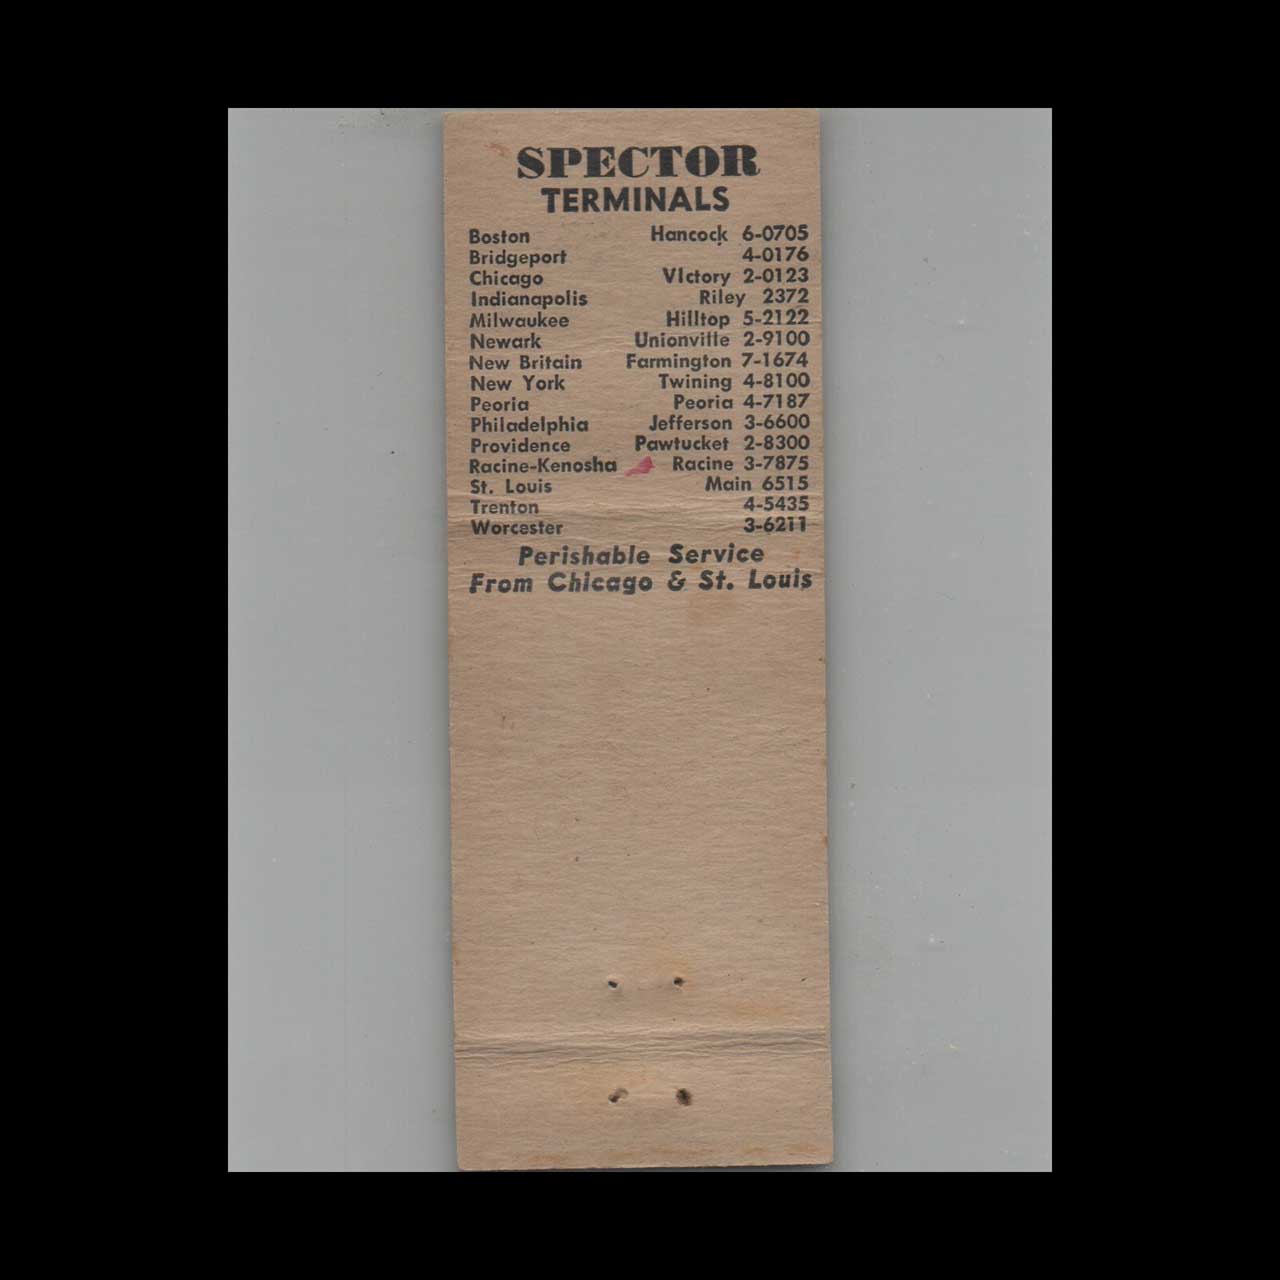 SPECTOR
TERMINALS
Boston Hancock 6-0705
Bridgeport 4-0176
Chicago VIctory 2-0123
Indianapolis Riley 2372
Milwaukee Hilltop 5-2122
Newark Unionville 2-9100
New Britain Farmington 7-1674
New York Twining 4-8100
Peoria Peoria 4-7187
Philadelphia Jefferson 3-6600
Providence Pawtucket 2-8300
Racine-Kenosha Racine 3-7875
St. Louis Main 6515
Trenton 4-5435
Worcester 3-6211
Perishable Service
From Chicago & St. Louis